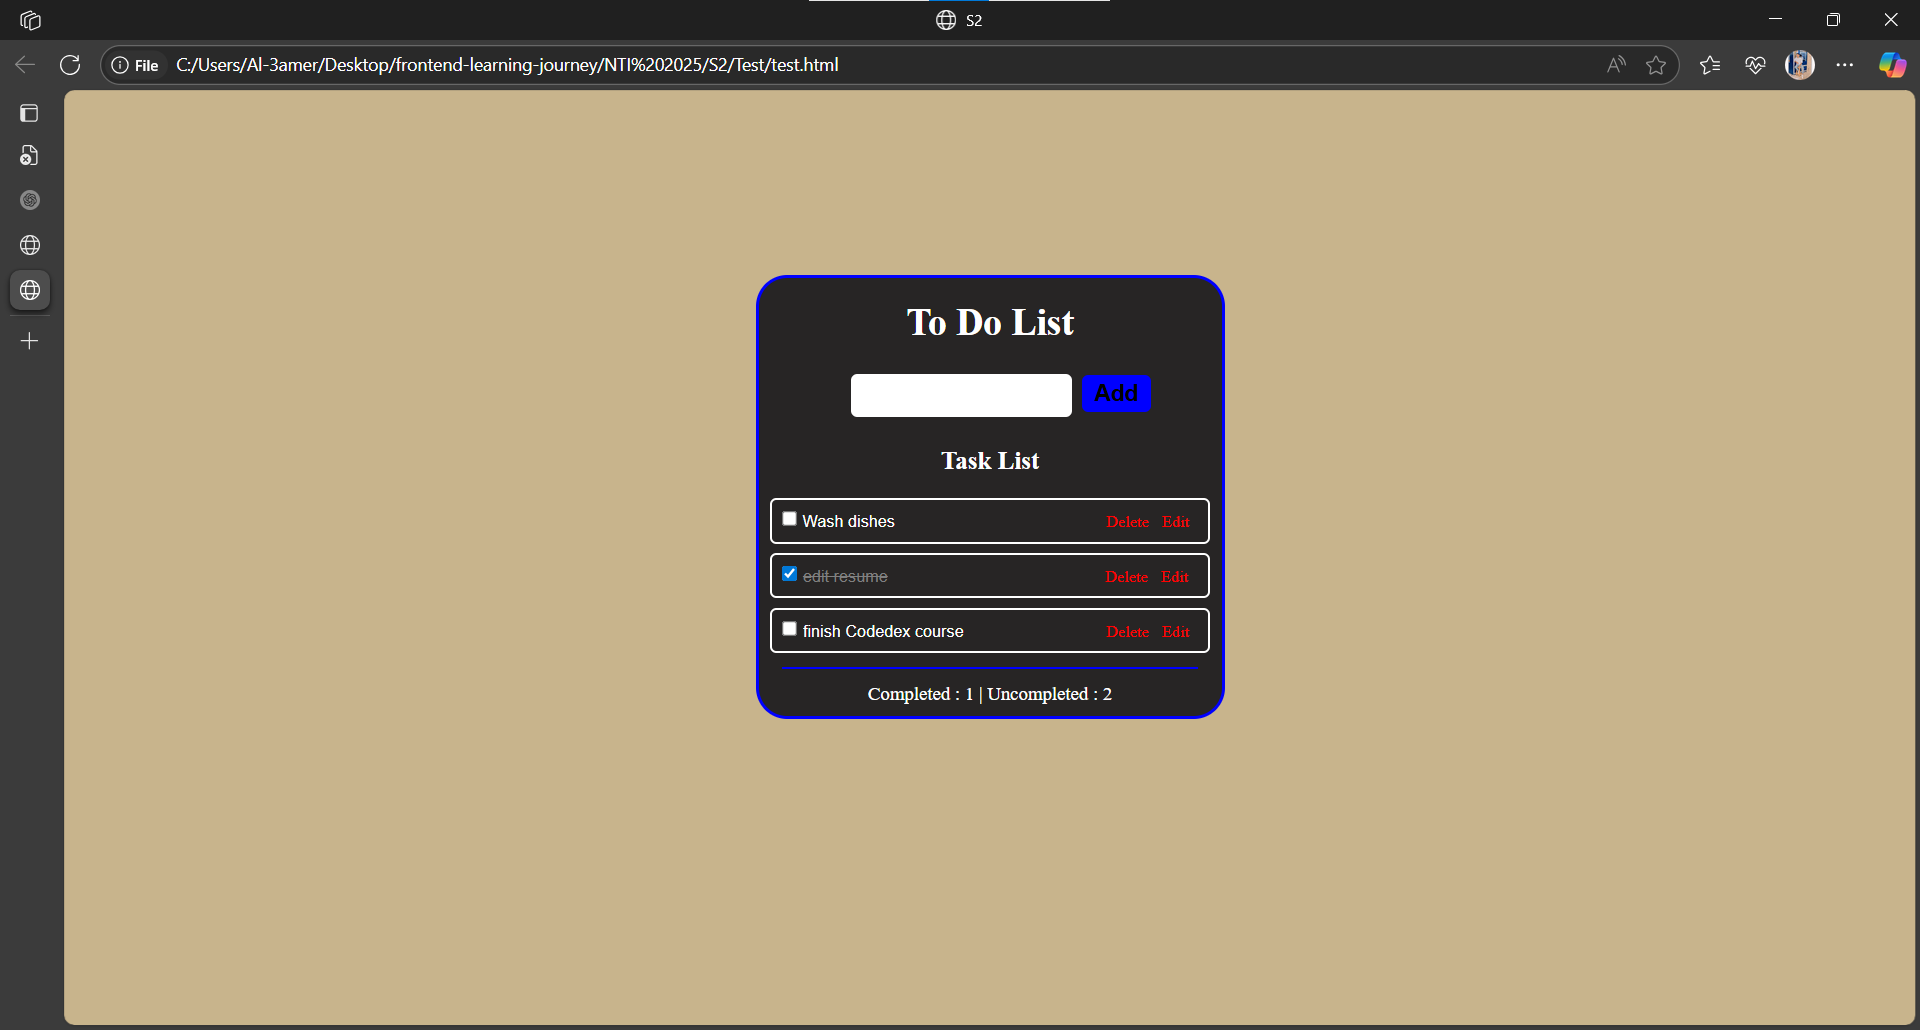 S2
File C:/Users/Al-3amer/Desktop/frontend-learning-journey/NTI%202025/S2/Test/test.html
To Do List
Add
Task List
Wash dishes Delete Edit
edit resume Delete Edit
finish Codedex course Delete Edit
Completed : 1 | Uncompleted : 2